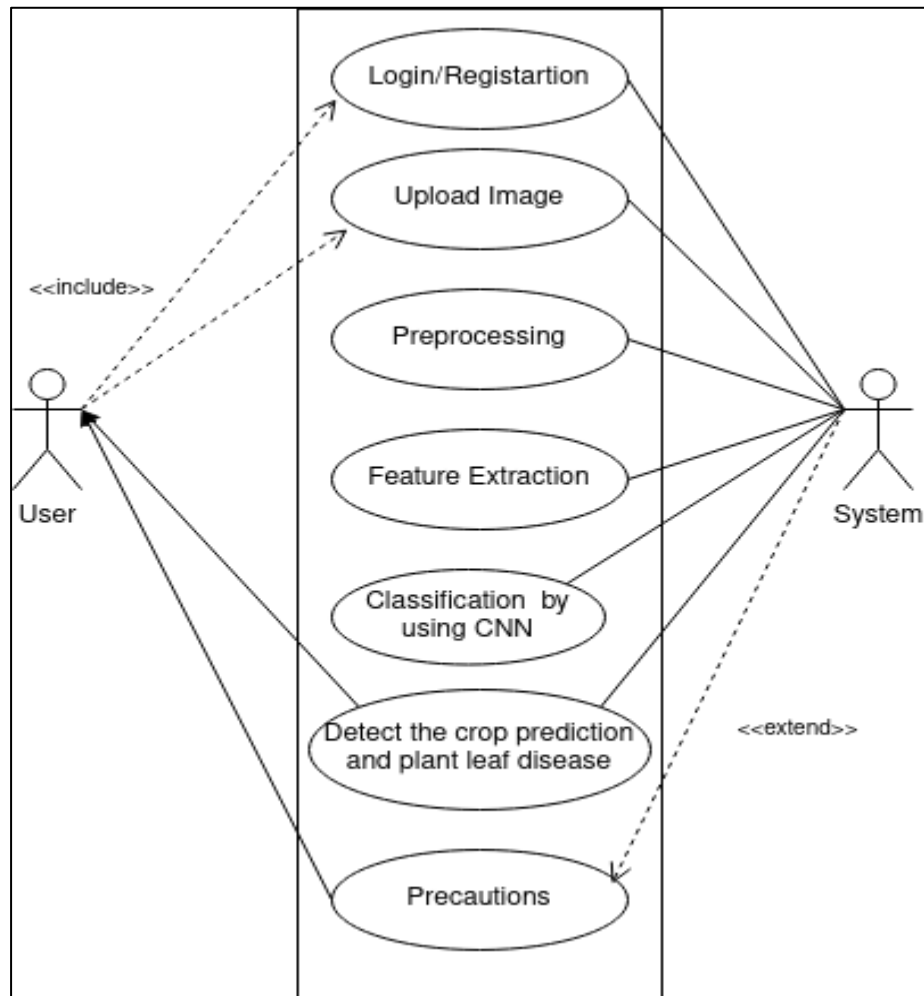 Login/Registartion
Upload Image
<<include>>
Preprocessing
Feature Extraction
User
System
Classification by
using CNN
Detect the crop prediction
and plant leaf disease
<<extend>>
Precautions